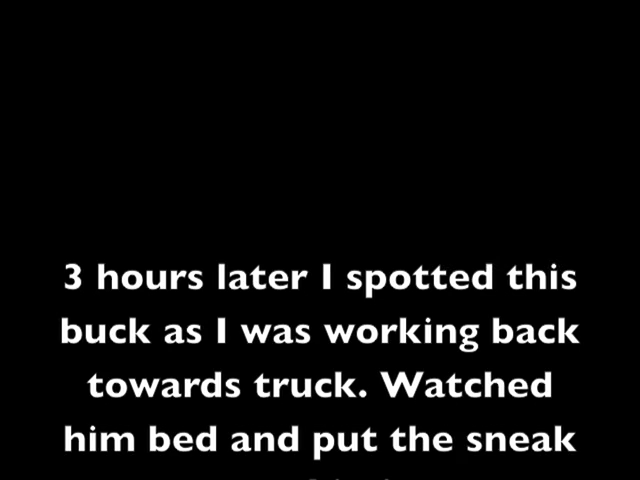 3 hours later I spotted this
buck as I was working back
towards truck. Watched
him bed and put the sneak